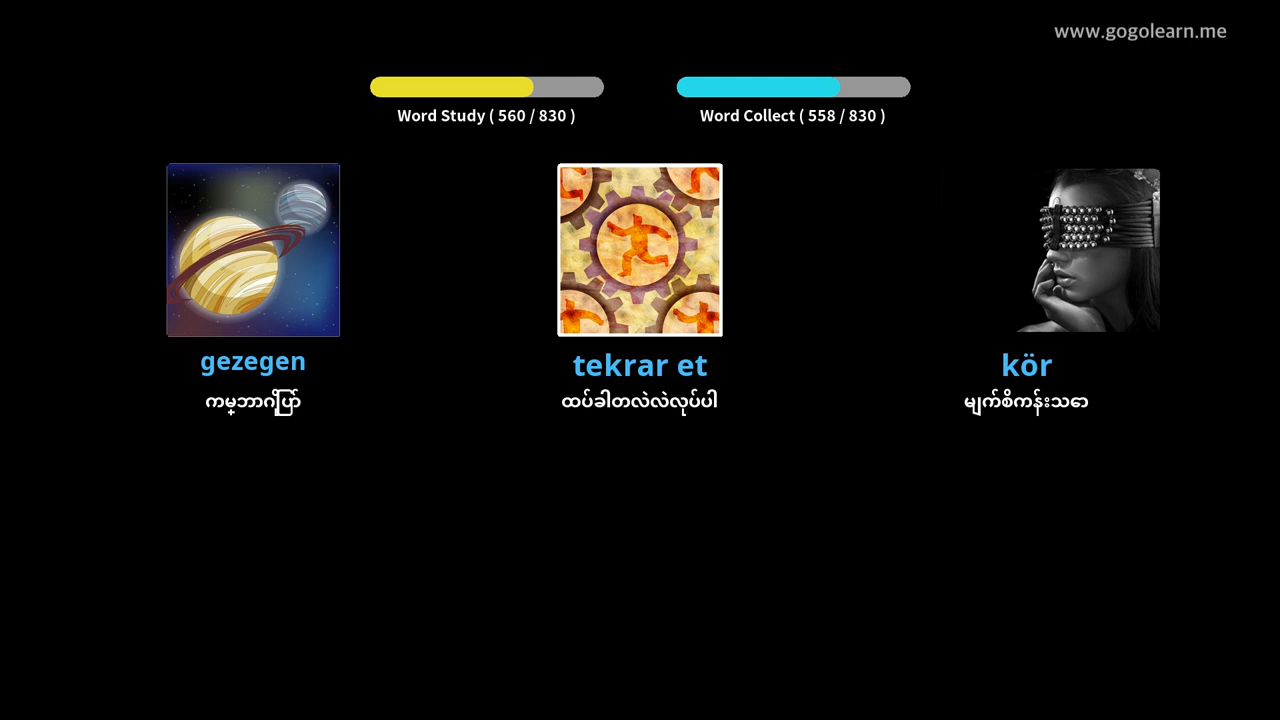 www.gogolearn.me
Word Study ( 560 / 830 )
Word Collect ( 558 / 830 )
gezegen
tekrar et
kör
ကမ္ဘာဂြိုဟ်
ထပ်ခါတလဲလဲလုပ်ပါ
မျက်စိကန်းသော